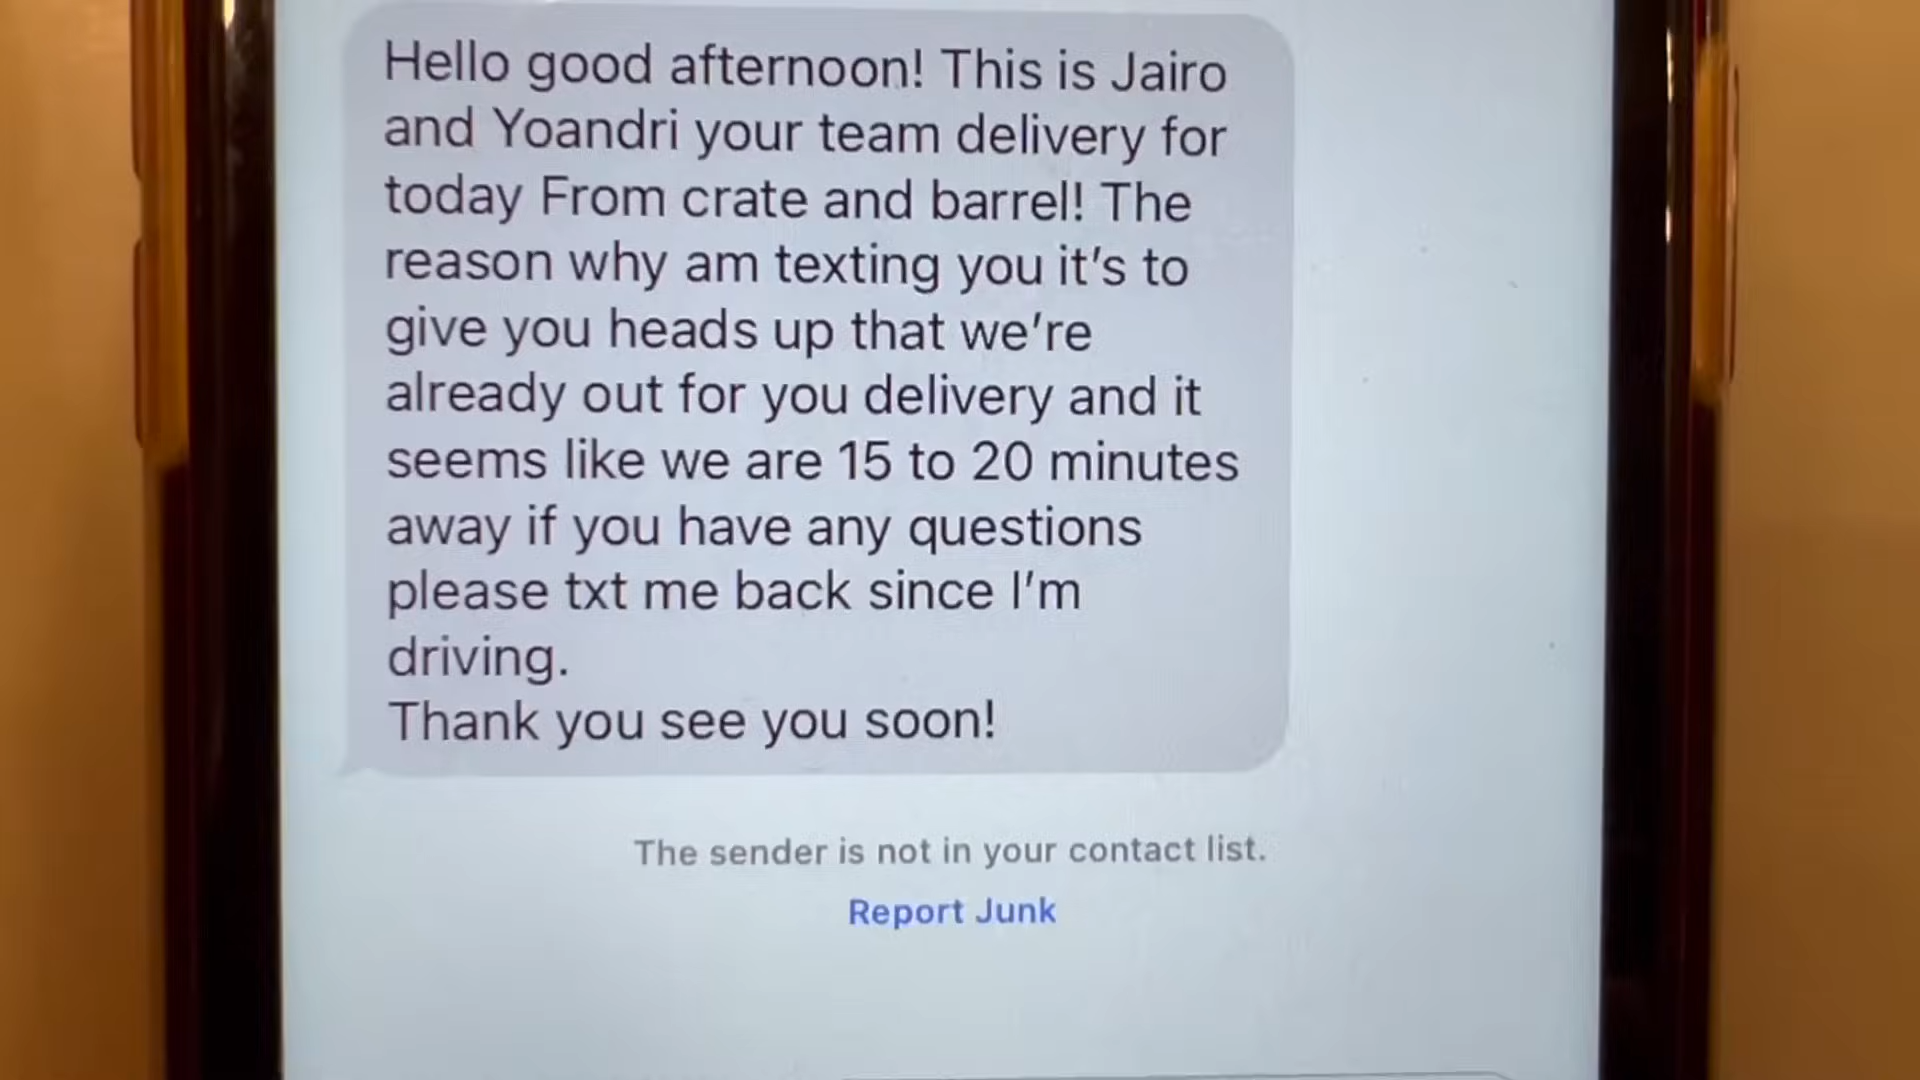 Hello good afternoon! This is Jairo
and Yoandri your team delivery for
today From crate and barrel! The
reason why am texting you it's to
give you heads up that we're
already out for you delivery and it
seems like we are 15 to 20 minutes
away if you have any questions
please txt me back since I'm
driving.
Thank you see you soon!
The sender is not in your contact list.
Report Junk